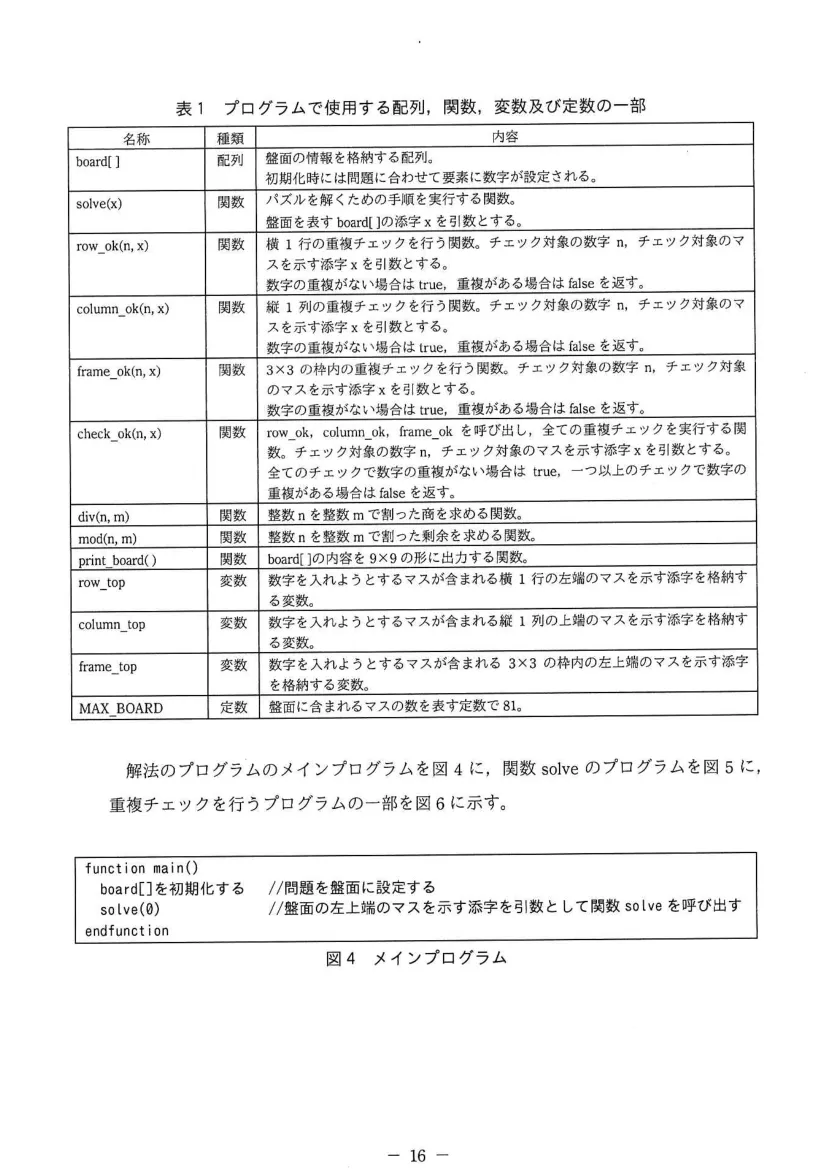 表1 プログラムで使用する配列，関数，変数及び定数の一部
名称 種類 内容
board[ ] 配列 盤面の情報を格納する配列。
初期化時には問題に合わせて要素に数字が設定される。
solve(x) 関数 パズルを解くための手順を実行する関数。
盤面を表す board[ ]の添字 x を引数とする。
row_ok(n, x) 関数 横 1 行の重複チェックを行う関数。チェック対象の数字 n，チェック対象のマ
スを示す添字 x を引数とする。
数字の重複がない場合は true，重複がある場合は false を返す。
column_ok(n, x) 関数 縦 1 列の重複チェックを行う関数。チェック対象の数字 n，チェック対象のマ
スを示す添字 x を引数とする。
数字の重複がない場合は true，重複がある場合は false を返す。
frame_ok(n, x) 関数 3×3 の枠内の重複チェックを行う関数。チェック対象の数字 n，チェック対象
のマスを示す添字 x を引数とする。
数字の重複がない場合は true，重複がある場合は false を返す。
check_ok(n, x) 関数 row_ok，column_ok，frame_ok を呼び出し，全ての重複チェックを実行する関
数。チェック対象の数字 n，チェック対象のマスを示す添字 x を引数とする。
全てのチェックで数字の重複がない場合は true，一つ以上のチェックで数字の
重複がある場合は false を返す。
div(n, m) 関数 整数 n を整数 m で割った商を求める関数。
mod(n, m) 関数 整数 n を整数 m で割った剰余を求める関数。
print_board( ) 関数 board[ ]の内容を 9×9 の形に出力する関数。
row_top 変数 数字を入れようとするマスが含まれる横 1 行の左端のマスを示す添字を格納す
る変数。
column_top 変数 数字を入れようとするマスが含まれる縦 1 列の上端のマスを示す添字を格納す
る変数。
frame_top 変数 数字を入れようとするマスが含まれる 3×3 の枠内の左上端のマスを示す添字
を格納する変数。
MAX_BOARD 定数 盤面に含まれるマスの数を表す定数で 81。
解法のプログラムのメインプログラムを図 4 に，関数 solve のプログラムを図 5 に，
重複チェックを行うプログラムの一部を図 6 に示す。
function main()
board[]を初期化する //問題を盤面に設定する
solve(0) //盤面の左上端のマスを示す添字を引数として関数 solve を呼び出す
endfunction
図4 メインプログラム
－ 16 －